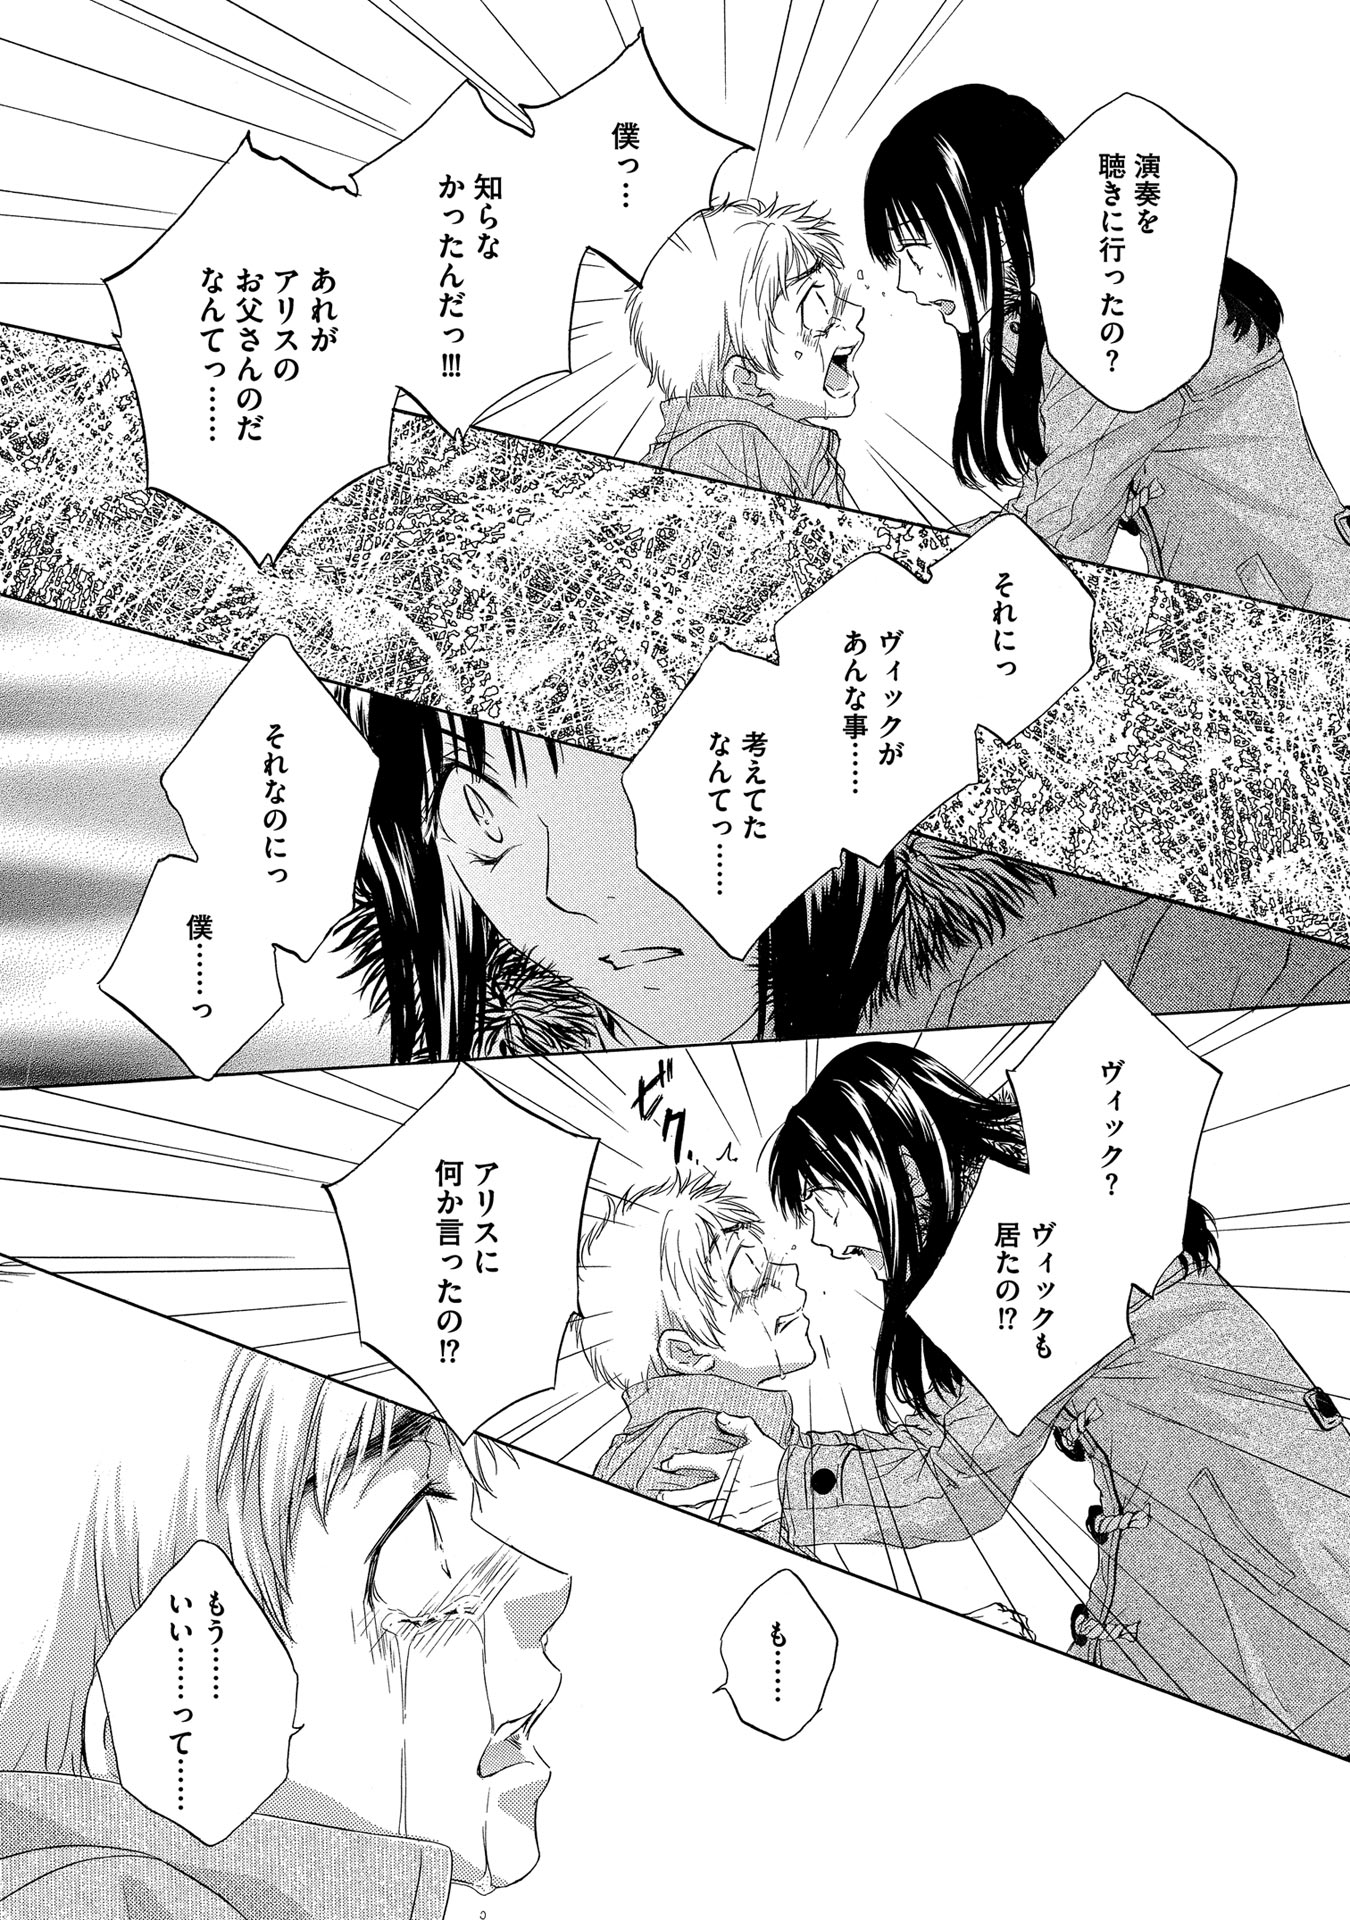 演奏を
聴きに行ったの？
僕っ…
知らな
かったんだっ!!!
あれが
アリスの
お父さんのだ
なんてっ……
それにっ
ヴィックが
あんな事……
考えてた
なんてっ……
それなのにっ
僕……っ
ヴィック？
ヴィックも
居たの!?
ビクッ
アリスに
何か言ったの!?
も……
もう……
いい……って……